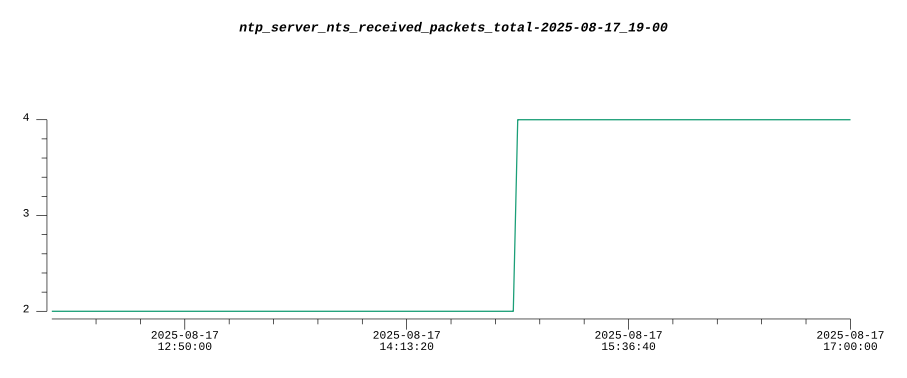 ntp_server_nts_received_packets_total-2025-08-17_19-00
4
3
2
2025-08-17 2025-08-17 2025-08-17 2025-08-17
12:50:00 14:13:20 15:36:40 17:00:00